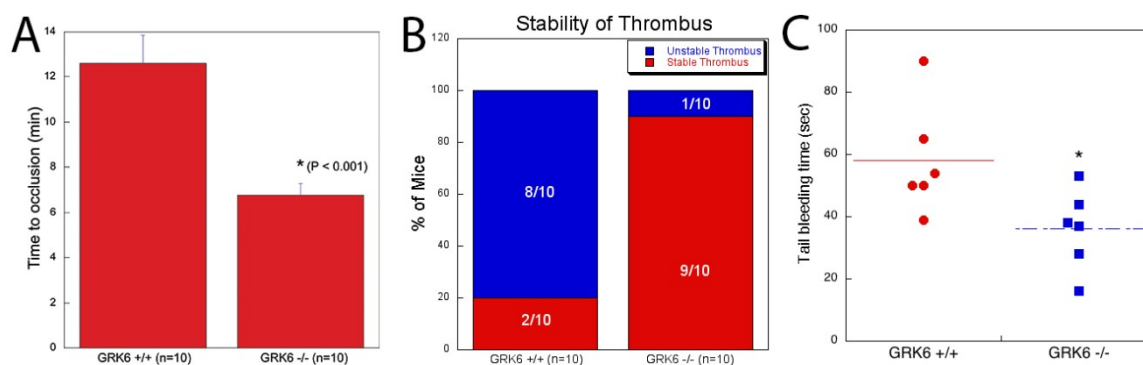 A
Time to occlusion (min)
14
12
10
8
6
4
2
0
* (P < 0.001)
GRK6 +/+ (n=10)
GRK6 -/- (n=10)
B
Stability of Thrombus
Unstable Thrombus
Stable Thrombus
% of Mice
120
100
80
60
40
20
0
8/10
2/10
1/10
9/10
GRK6 +/+ (n=10)
GRK6 -/- (n=10)
C
Tail bleeding time (sec)
100
80
60
40
20
0
*
GRK6 +/+
GRK6 -/-